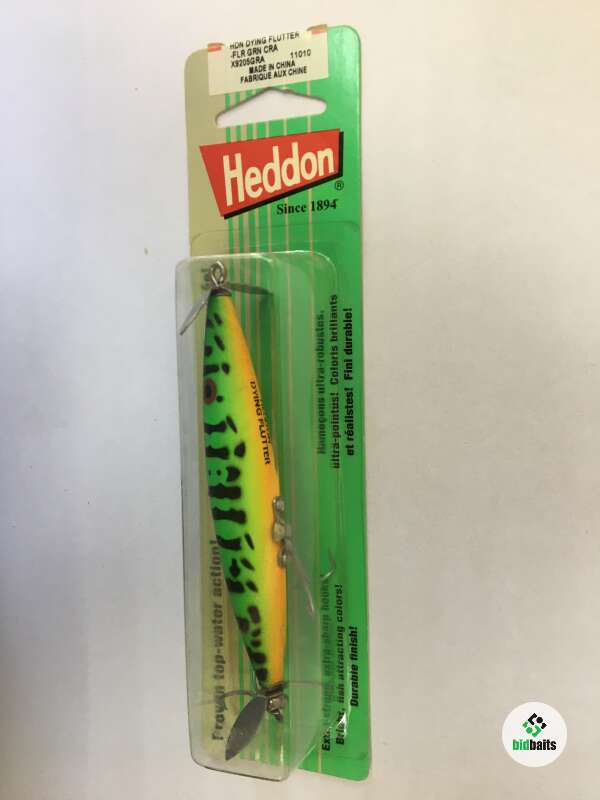 HDN DYING FLUTTER
-FLR GRN CRA
X9205GRA 11010
MADE IN CHINA
FABRIQUE AUX CHINE
Heddon®
Since 1894
DYING FLUTTER
Hameçons ultra-robustes,
ultra-pointus! Coloris brillants
et réalistes! Fini durable!
Proven top-water action!
Extra-strong, extra-sharp hooks!
Bright, fish attracting colors!
Durable finish!
bidbaits